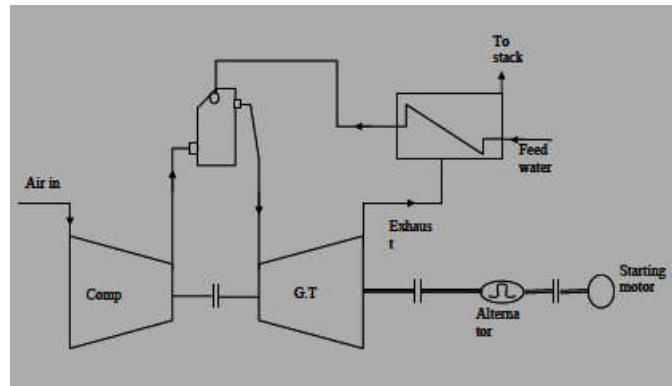 To
stack
Feed
water
Air in
Exhaus
t
Comp
G.T
Starting
motor
Alterna
tor